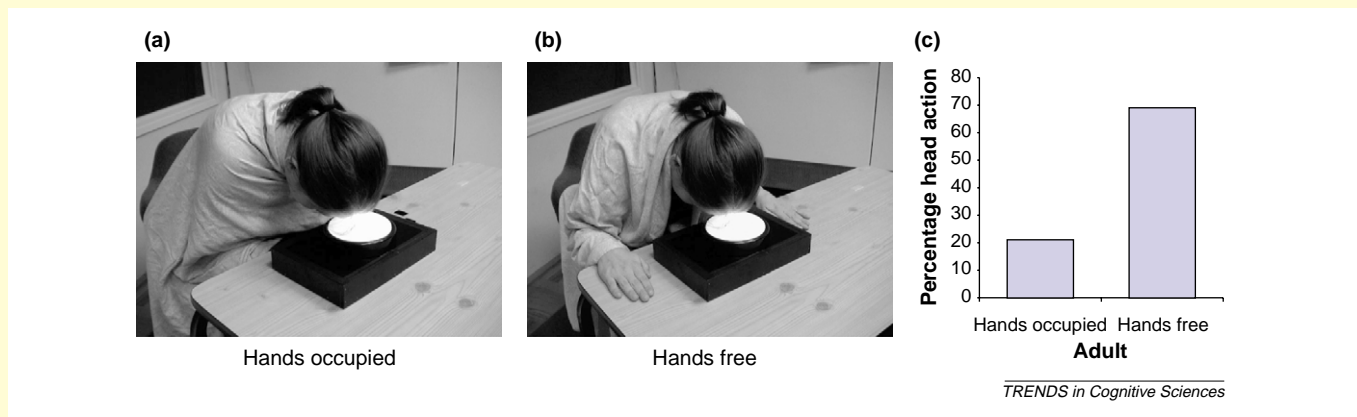 (a)
Hands occupied
(b)
Hands free
(c)
Percentage head action
80
70
60
50
40
30
20
10
0
Hands occupied Hands free
Adult
TRENDS in Cognitive Sciences